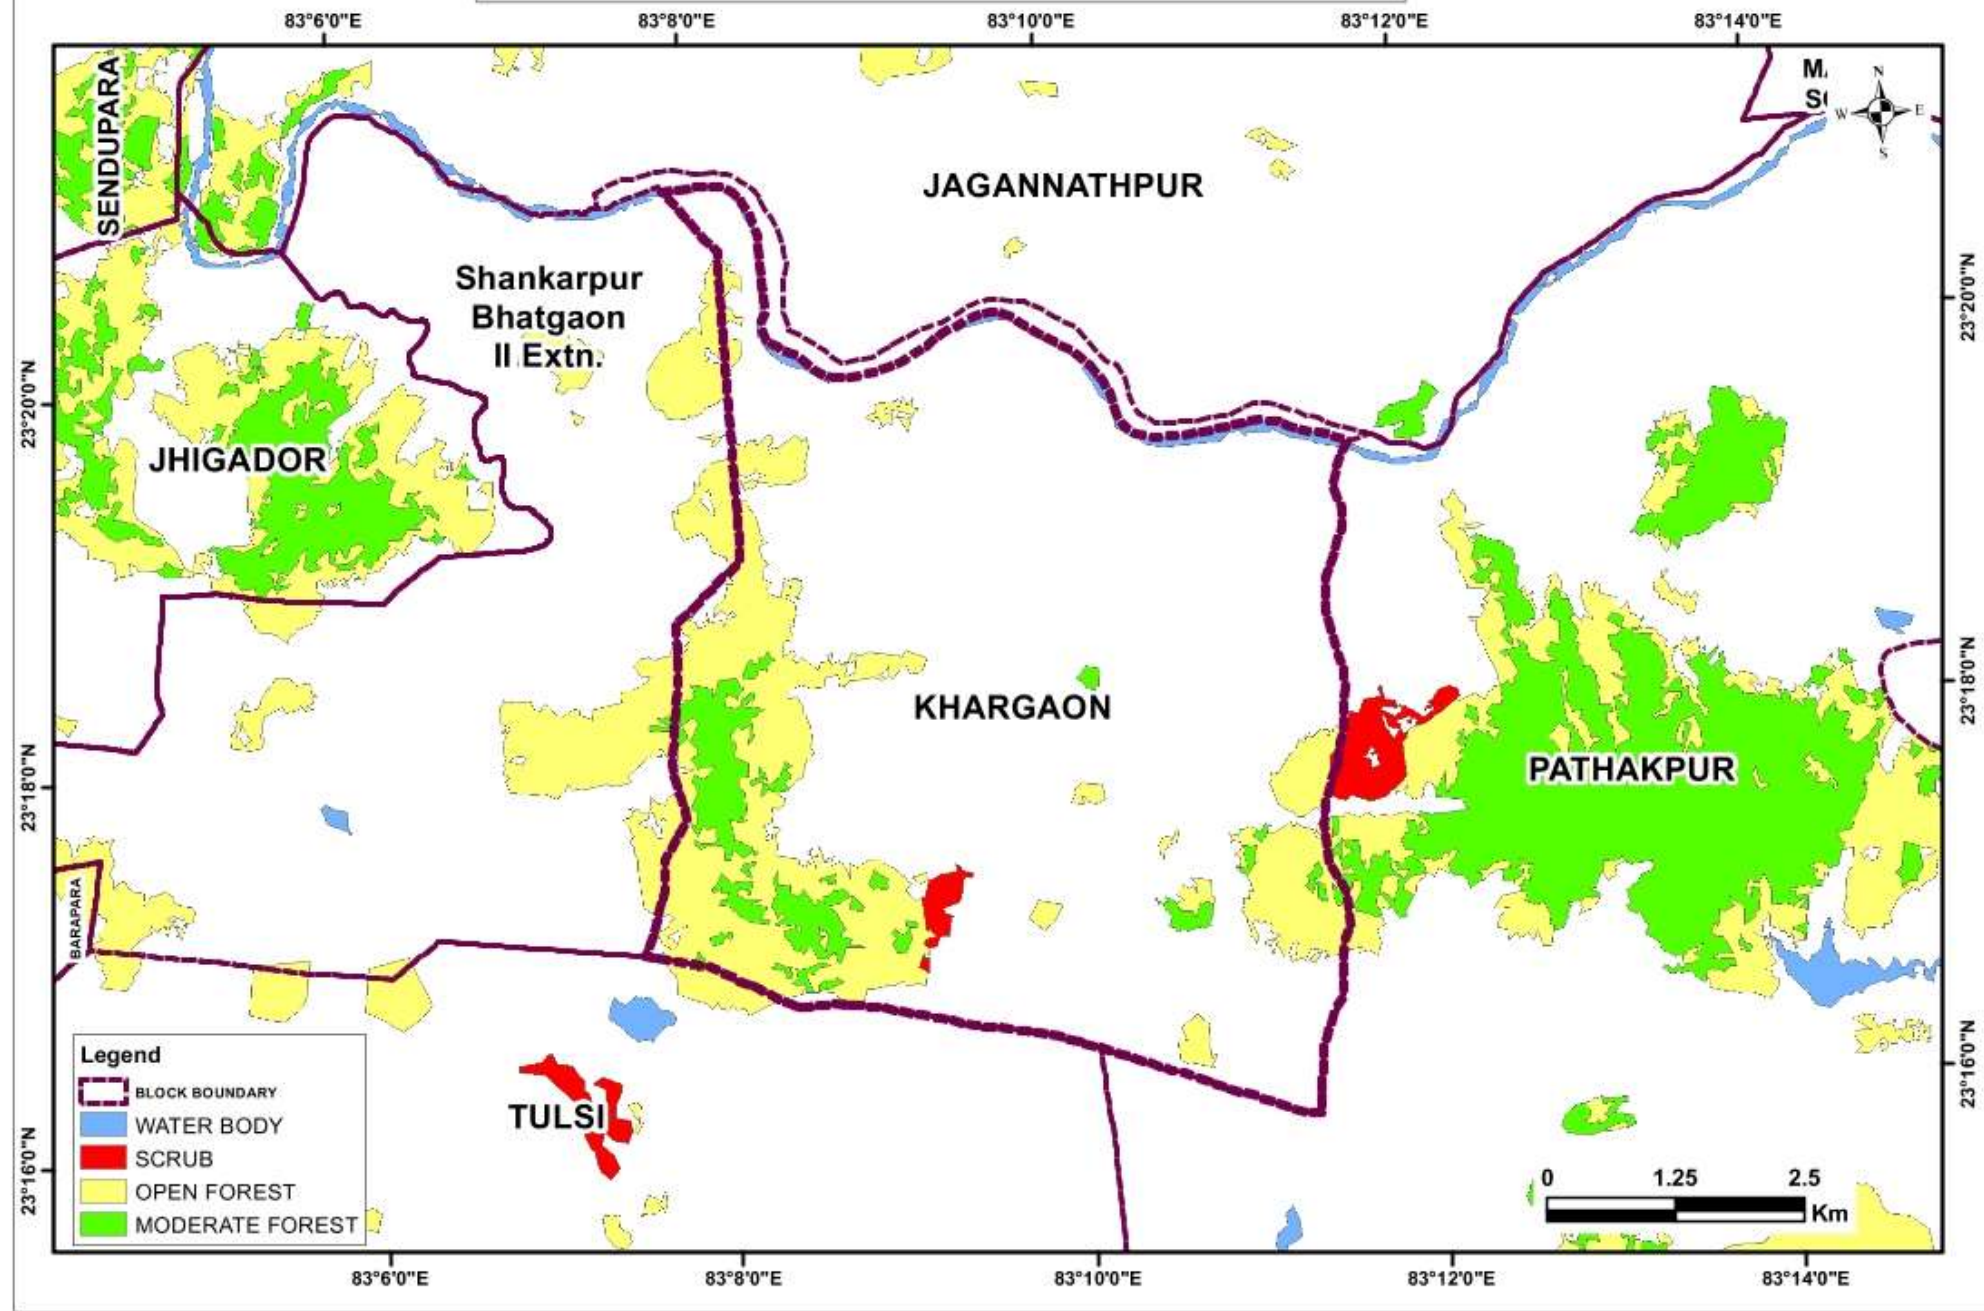 83°6'0"E 83°8'0"E 83°10'0"E 83°12'0"E 83°14'0"E
SENDUPARA
N
W E
S
JAGANNATHPUR
Shankarpur
Bhatgaon
II Extn.
23°20'0"N
23°20'0"N
JHIGADOR
KHARGAON
23°18'0"N
PATHAKPUR
23°18'0"N
BARAPARA
23°16'0"N
TULSI
23°16'0"N
Legend
BLOCK BOUNDARY
WATER BODY
SCRUB
OPEN FOREST
MODERATE FOREST
0 1.25 2.5
Km
83°6'0"E 83°8'0"E 83°10'0"E 83°12'0"E 83°14'0"E